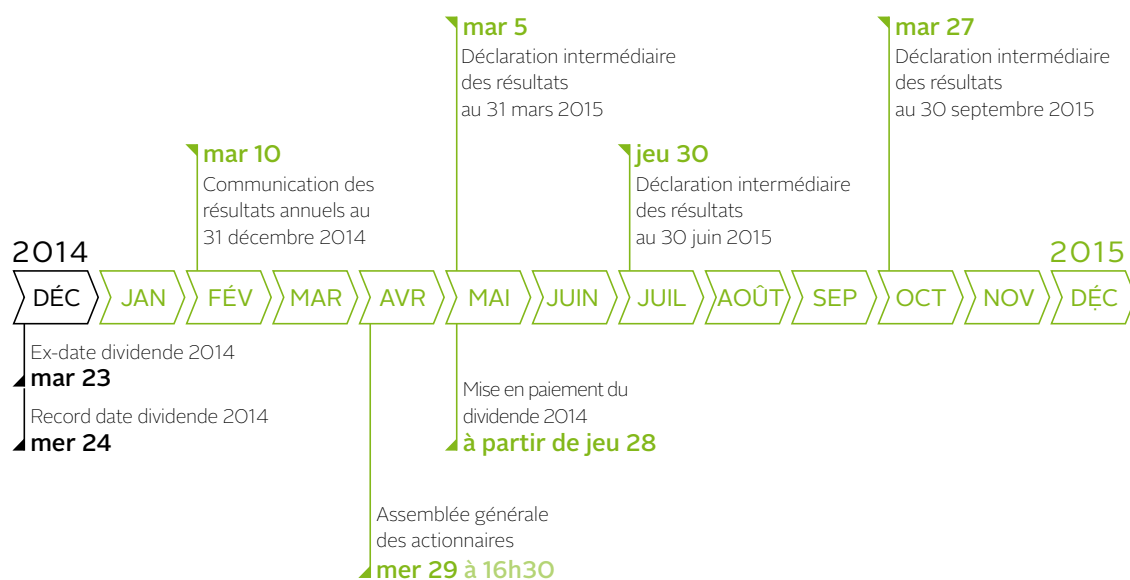 mar 5
Déclaration intermédiaire
des résultats
au 31 mars 2015
mar 27
Déclaration intermédiaire
des résultats
au 30 septembre 2015
mar 10
Communication des
résultats annuels au
31 décembre 2014
jeu 30
Déclaration intermédiaire
des résultats
au 30 juin 2015
2014
2015
DÉC JAN FÉV MAR AVR MAI JUIN JUIL AOÛT SEP OCT NOV DÉC
Ex-date dividende 2014
mar 23
Record date dividende 2014
mer 24
Mise en paiement du
dividende 2014
à partir de jeu 28
Assemblée générale
des actionnaires
mer 29 à 16h30